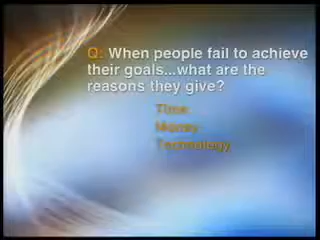 Q: When people fail to achieve
their goals...what are the
reasons they give?
Time
Money
Technology